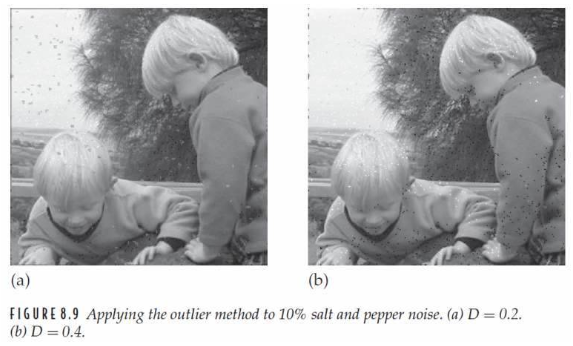 (a)
(b)
FIGURE 8.9 Applying the outlier method to 10% salt and pepper noise. (a) D = 0.2.
(b) D = 0.4.